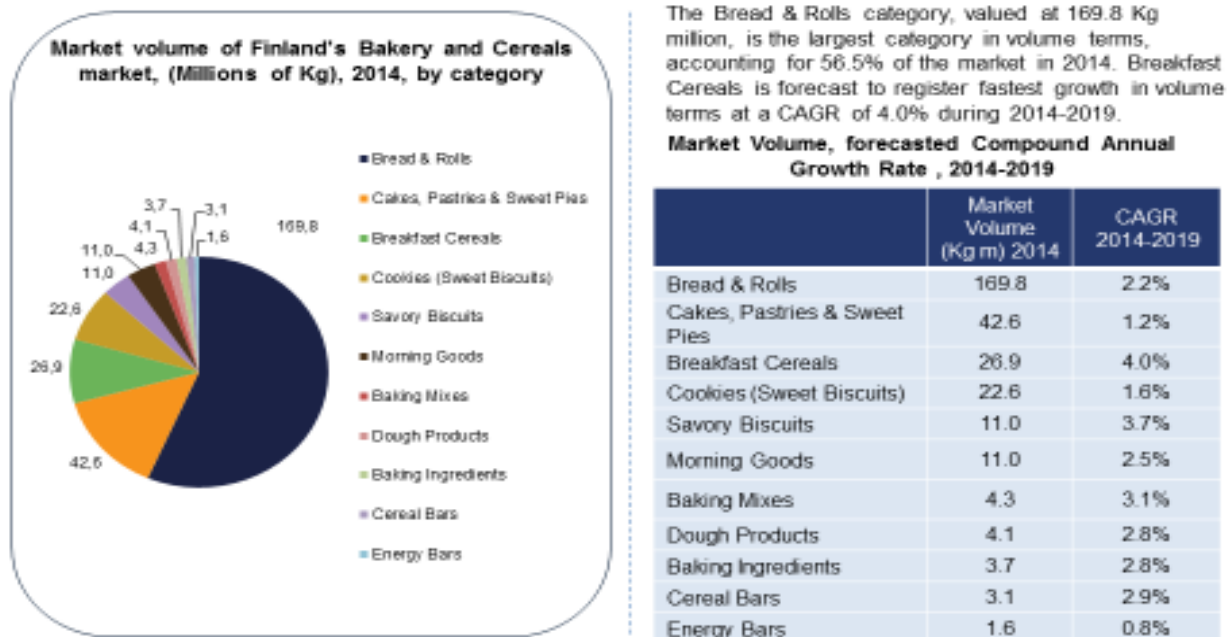 Market volume of Finland's Bakery and Cereals
market, (Millions of Kg), 2014, by category
Bread & Rolls
Cakes, Pastries & Sweet Pies
Breakfast Cereals
Cookies (Sweet Biscuits)
Savory Biscuits
Morning Goods
Baking Mixes
Dough Products
Baking Ingredients
Cereal Bars
Energy Bars
169,8
42,6
26,9
22,6
11,0
11,0
4,3
4,1
3,7
3,1
1,6
The Bread & Rolls category, valued at 169.8 Kg
million, is the largest category in volume terms,
accounting for 56.5% of the market in 2014. Breakfast
Cereals is forecast to register fastest growth in volume
terms at a CAGR of 4.0% during 2014-2019.
Market Volume, forecasted Compound Annual
Growth Rate , 2014-2019
Market
Volume
(Kg m) 2014
CAGR
2014-2019
Bread & Rolls 169.8 2.2%
Cakes, Pastries & Sweet
Pies 42.6 1.2%
Breakfast Cereals 26.9 4.0%
Cookies (Sweet Biscuits) 22.6 1.6%
Savory Biscuits 11.0 3.7%
Morning Goods 11.0 2.5%
Baking Mixes 4.3 3.1%
Dough Products 4.1 2.8%
Baking Ingredients 3.7 2.8%
Cereal Bars 3.1 2.9%
Energy Bars 1.6 0.8%